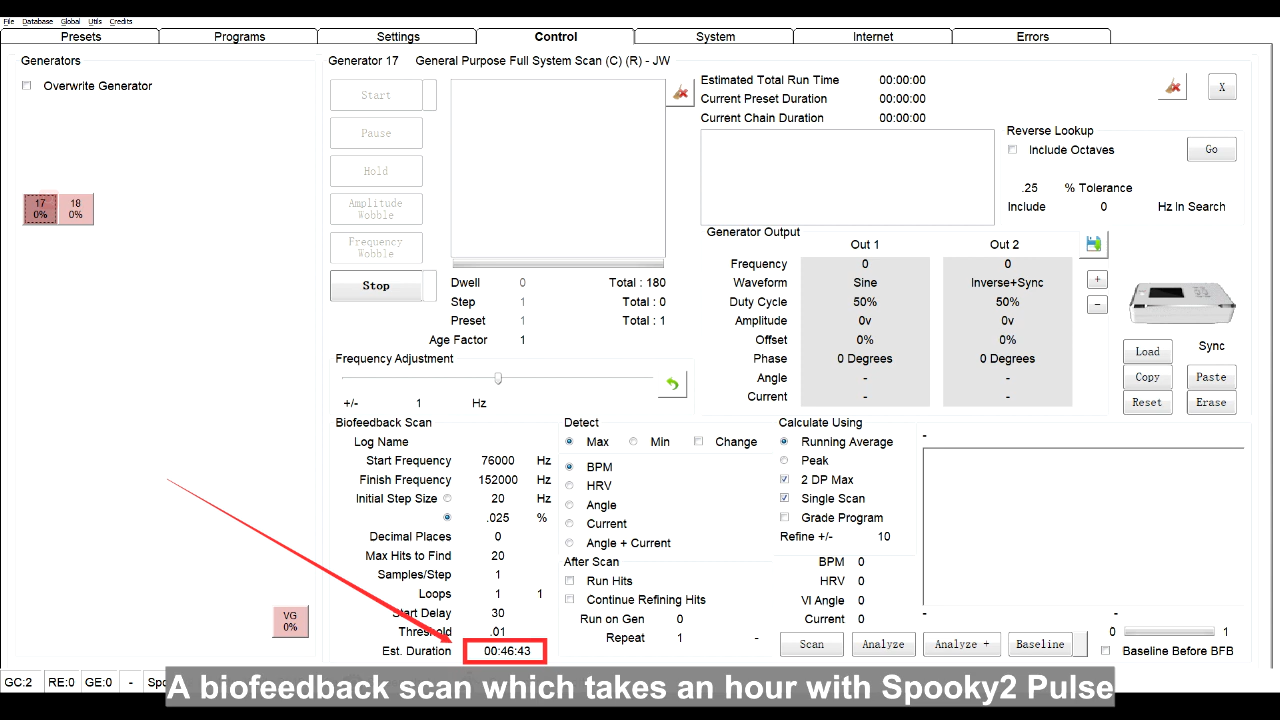 File Database Global Utils Credits
Presets Programs Settings Control System Internet Errors
Generators
Overwrite Generator
17 0%
18 0%
VG 0%
Generator 17 General Purpose Full System Scan (C) (R) - JW
Start
Pause
Hold
Amplitude
Wobble
Frequency
Wobble
Stop
Dwell 0 Total : 180
Step 1 Total : 0
Preset 1 Total : 1
Age Factor 1
Frequency Adjustment
+/- 1 Hz
Estimated Total Run Time 00:00:00
Current Preset Duration 00:00:00
Current Chain Duration 00:00:00
X
Reverse Lookup
Include Octaves Go
.25 % Tolerance
Include 0 Hz In Search
Generator Output
Out 1 Out 2
Frequency 0 0
Waveform Sine Inverse+Sync
Duty Cycle 50% 50%
Amplitude 0v 0v
Offset 0% 0%
Phase 0 Degrees 0 Degrees
Angle - -
Current - -
+
-
Load Sync
Copy Paste
Reset Erase
Biofeedback Scan
Log Name
Start Frequency 76000 Hz
Finish Frequency 152000 Hz
Initial Step Size 20 Hz
.025 %
Decimal Places 0
Max Hits to Find 20
Samples/Step 1
Loops 1 1
Start Delay 30
Threshold .01
Est. Duration 00:46:43
Detect
Max Min Change
BPM
HRV
Angle
Current
Angle + Current
After Scan
Run Hits
Continue Refining Hits
Run on Gen 0
Repeat 1 -
Calculate Using
Running Average
Peak
2 DP Max
Single Scan
Grade Program
Refine +/- 10
BPM 0
HRV 0
VI Angle 0
Current 0
-
- -
0 1
Scan Analyze Analyze + Baseline
Baseline Before BFB
GC:2 RE:0 GE:0 - Spo
A biofeedback scan which takes an hour with Spooky2 Pulse